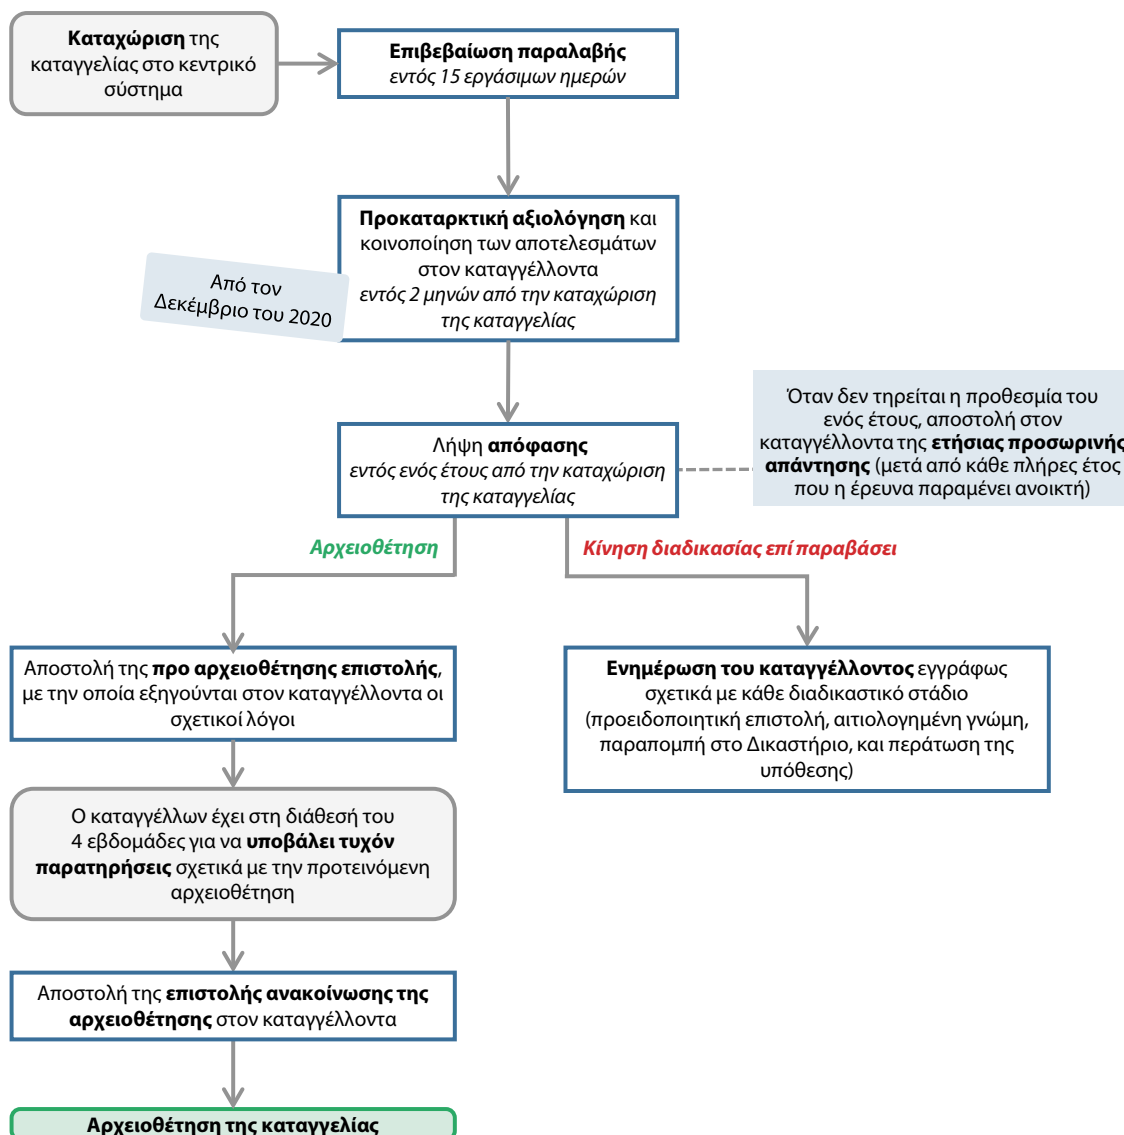 Καταχώριση της
καταγγελίας στο κεντρικό
σύστημα
Επιβεβαίωση παραλαβής
εντός 15 εργάσιμων ημερών
Προκαταρκτική αξιολόγηση και
κοινοποίηση των αποτελεσμάτων
στον καταγγέλλοντα
εντός 2 μηνών από την καταχώριση
της καταγγελίας
Από τον
Δεκέμβριο του 2020
Λήψη απόφασης
εντός ενός έτους από την καταχώριση
της καταγγελίας
Όταν δεν τηρείται η προθεσμία του
ενός έτους, αποστολή στον
καταγγέλλοντα της ετήσιας προσωρινής
απάντησης (μετά από κάθε πλήρες έτος
που η έρευνα παραμένει ανοικτή)
Αρχειοθέτηση
Κίνηση διαδικασίας επί παραβάσει
Αποστολή της προ αρχειοθέτησης επιστολής,
με την οποία εξηγούνται στον καταγγέλλοντα οι
σχετικοί λόγοι
Ενημέρωση του καταγγέλλοντος εγγράφως
σχετικά με κάθε διαδικαστικό στάδιο
(προειδοποιητική επιστολή, αιτιολογημένη γνώμη,
παραπομπή στο Δικαστήριο, και περάτωση της
υπόθεσης)
Ο καταγγέλλων έχει στη διάθεσή του
4 εβδομάδες για να υποβάλει τυχόν
παρατηρήσεις σχετικά με την προτεινόμενη
αρχειοθέτηση
Αποστολή της επιστολής ανακοίνωσης της
αρχειοθέτησης στον καταγγέλλοντα
Αρχειοθέτηση της καταγγελίας